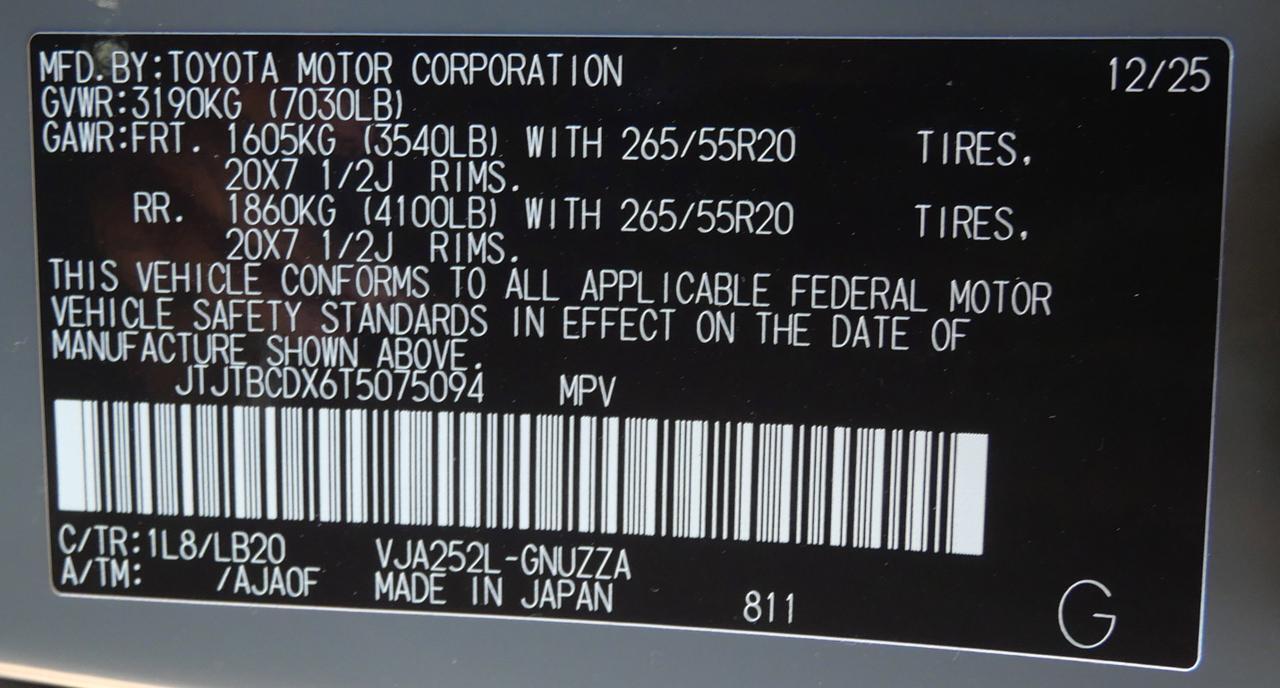 MFD.BY:TOYOTA MOTOR CORPORATION 12/25
GVWR:3190KG (7030LB)
GAWR:FRT. 1605KG (3540LB) WITH 265/55R20 TIRES,
20X7 1/2J RIMS.
RR. 1860KG (4100LB) WITH 265/55R20 TIRES,
20X7 1/2J RIMS.
THIS VEHICLE CONFORMS TO ALL APPLICABLE FEDERAL MOTOR
VEHICLE SAFETY STANDARDS IN EFFECT ON THE DATE OF
MANUFACTURE SHOWN ABOVE.
JTJTBCDX6T5075094 MPV
C/TR:1L8/LB20 VJA252L-GNUZZA
A/TM: /AJA0F MADE IN JAPAN 811 G